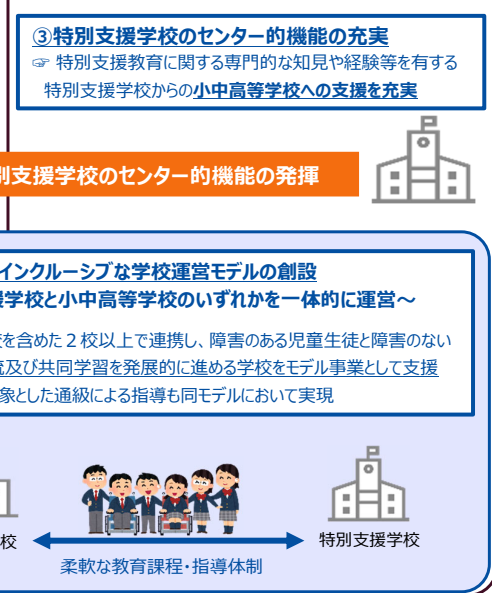 ③特別支援学校のセンター的機能の充実
☞ 特別支援教育に関する専門的な知見や経験等を有する
特別支援学校からの小中高等学校への支援を充実
別支援学校のセンター的機能の発揮
インクルーシブな学校運営モデルの創設
援学校と小中高等学校のいずれかを一体的に運営～
を含めた２校以上で連携し、障害のある児童生徒と障害のない
流及び共同学習を発展的に進める学校をモデル事業として支援
象とした通級による指導も同モデルにおいて実現
校
特別支援学校
柔軟な教育課程・指導体制